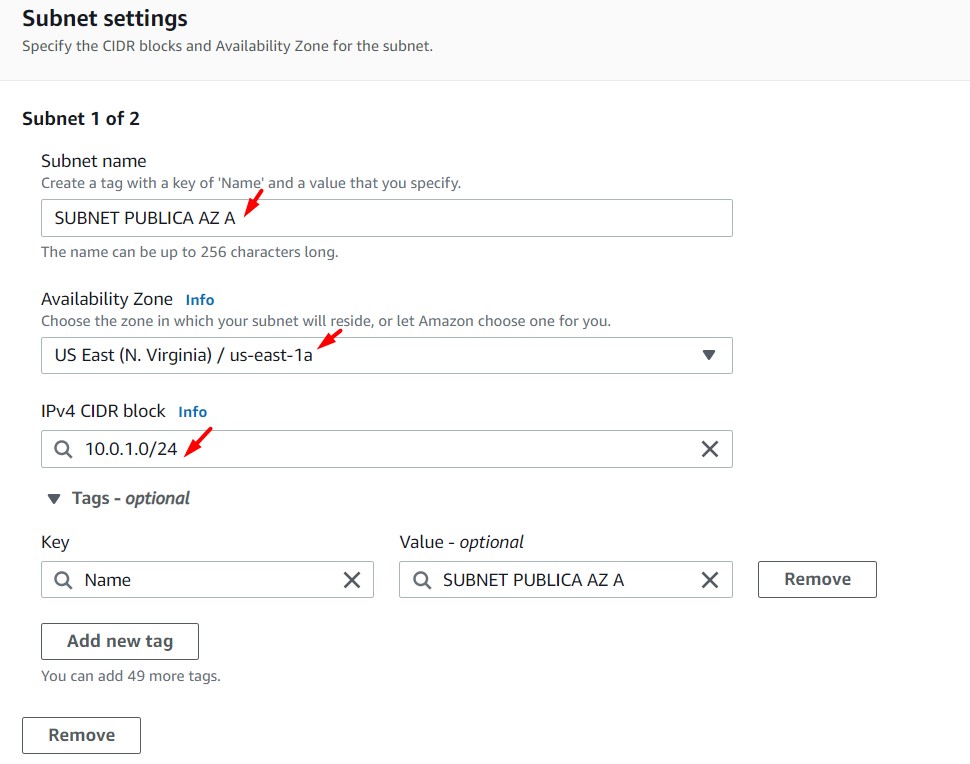 Subnet settings
Specify the CIDR blocks and Availability Zone for the subnet.
Subnet 1 of 2
Subnet name
Create a tag with a key of 'Name' and a value that you specify.
SUBNET PUBLICA AZ A
The name can be up to 256 characters long.
Availability Zone Info
Choose the zone in which your subnet will reside, or let Amazon choose one for you.
US East (N. Virginia) / us-east-1a
IPv4 CIDR block Info
10.0.1.0/24
Tags - optional
Key Value - optional
Name SUBNET PUBLICA AZ A Remove
Add new tag
You can add 49 more tags.
Remove